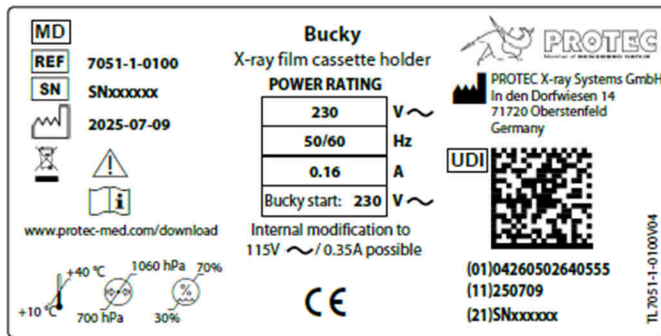 MD
REF 7051-1-0100
SN SNxxxxxx
2025-07-09
www.protec-med.com/download
+10 °C
+40 °C
700 hPa
1060 hPa
30%
70%
Bucky
X-ray film cassette holder
POWER RATING
230 V
50/60 Hz
0.16 A
Bucky start: 230 V
Internal modification to
115V / 0.35A possible
CE
PROTEC
PROTEC X-ray Systems GmbH
In den Dorfwiesen 14
71720 Oberstenfeld
Germany
UDI
(01)04260502640555
(11)250709
(21)SNxxxxxx
TL 7051-1-0100V04